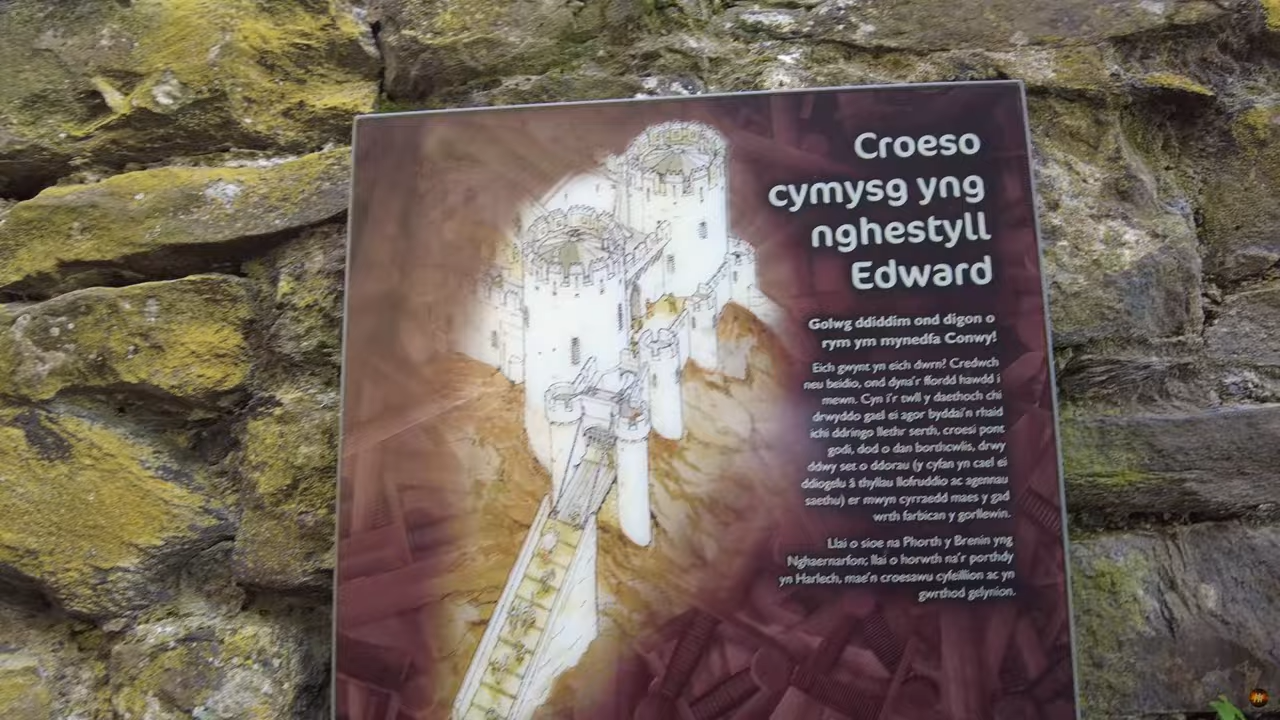 Croeso
cymysg yng
nghestyll
Edward
Golwg ddiddim ond digon o
rym ym mynedfa Conwy!
Eich gwynt yn eich dwrn? Credwch
neu beidio, ond dyna'r ffordd hawdd i
mewn. Cyn i'r twll y daethoch chi
drwyddo gael ei agor byddai'n rhaid
ichi ddringo llethr serth, croesi pont
godi, dod o dan borthcwlis, drwy
ddwy set o ddorau (y cyfan yn cael ei
ddiogelu â thyllau llofruddio ac agennau
saethu) er mwyn cyrraedd maes y gad
wrth farbican y gorllewin.
Llai o sioe na Phorth y Brenin yng
Nghaernarfon; llai o horwth na'r porthdy
yn Harlech, mae'n croesawu cyfeillion ac yn
gwrthod gelynion.